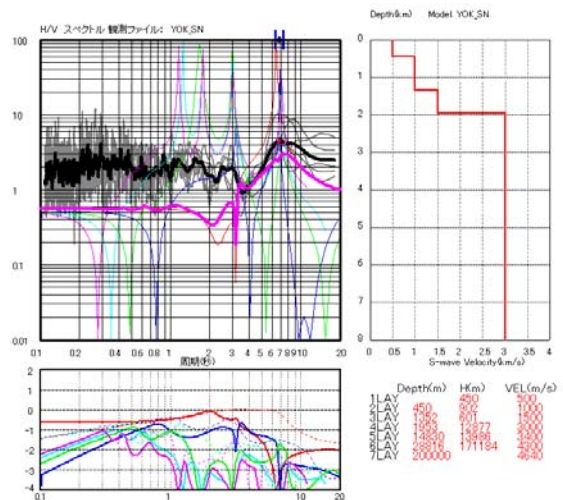 H/V スペクトル 観測ファイル: YOK_SN
100
10
1
0.1
0.01
0.1 0.2 0.4 0.6 0.8 1 2 3 4 5 6 7 8 9 10 20
周期(秒)
2
1
0
-1
-2
-3
-4
0.1 1 10 20
Depth(km) Model YOK_SN
0
1
2
3
4
5
6
7
8
0 0.5 1 1.5 2 2.5 3 3.5 4
S-wave Velocity(km/s)
Depth(m) H(m) VEL(m/s)
1LAY 450 500
2LAY 450 1000
3LAY
4LAY 1953 12877
5LAY
6LAY 171184
7LAY 200000 4640